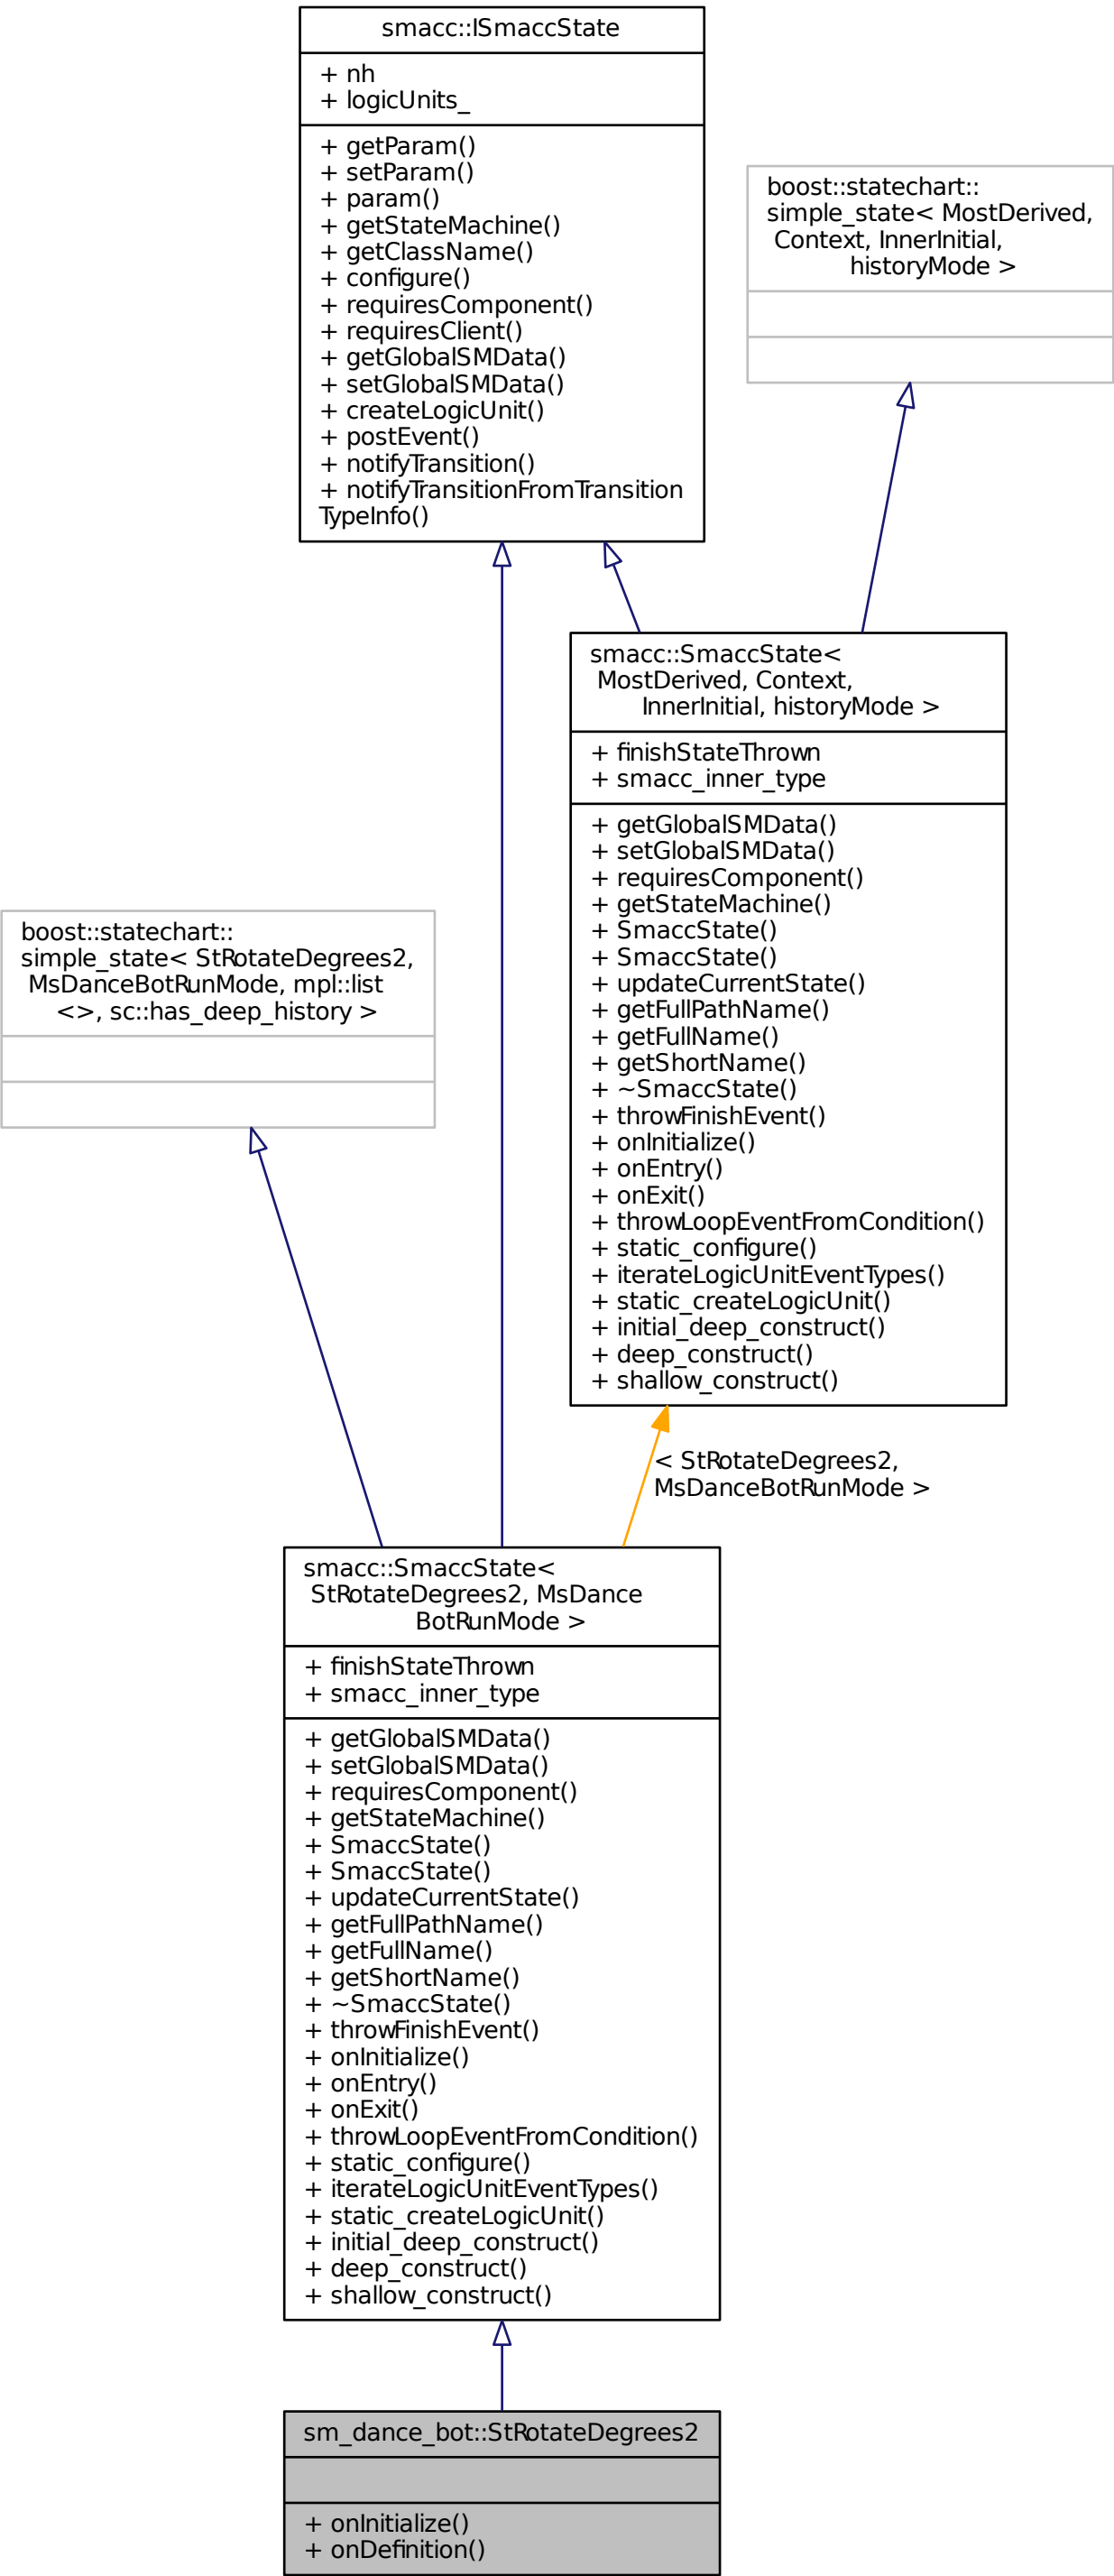 smacc::ISmaccState
+ nh
+ logicUnits_
+ getParam()
+ setParam()
+ param()
+ getStateMachine()
+ getClassName()
+ configure()
+ requiresComponent()
+ requiresClient()
+ getGlobalSMData()
+ setGlobalSMData()
+ createLogicUnit()
+ postEvent()
+ notifyTransition()
+ notifyTransitionFromTransition
TypeInfo()
boost::statechart::
simple_state< MostDerived,
Context, InnerInitial,
historyMode >
smacc::SmaccState<
MostDerived, Context,
InnerInitial, historyMode >
+ finishStateThrown
+ smacc_inner_type
+ getGlobalSMData()
+ setGlobalSMData()
+ requiresComponent()
+ getStateMachine()
+ SmaccState()
+ SmaccState()
+ updateCurrentState()
+ getFullPathName()
+ getFullName()
+ getShortName()
+ ~SmaccState()
+ throwFinishEvent()
+ onInitialize()
+ onEntry()
+ onExit()
+ throwLoopEventFromCondition()
+ static_configure()
+ iterateLogicUnitEventTypes()
+ static_createLogicUnit()
+ initial_deep_construct()
+ deep_construct()
+ shallow_construct()
boost::statechart::
simple_state< StRotateDegrees2,
MsDanceBotRunMode, mpl::list
<>, sc::has_deep_history >
< StRotateDegrees2,
MsDanceBotRunMode >
smacc::SmaccState<
StRotateDegrees2, MsDance
BotRunMode >
+ finishStateThrown
+ smacc_inner_type
+ getGlobalSMData()
+ setGlobalSMData()
+ requiresComponent()
+ getStateMachine()
+ SmaccState()
+ SmaccState()
+ updateCurrentState()
+ getFullPathName()
+ getFullName()
+ getShortName()
+ ~SmaccState()
+ throwFinishEvent()
+ onInitialize()
+ onEntry()
+ onExit()
+ throwLoopEventFromCondition()
+ static_configure()
+ iterateLogicUnitEventTypes()
+ static_createLogicUnit()
+ initial_deep_construct()
+ deep_construct()
+ shallow_construct()
sm_dance_bot::StRotateDegrees2
+ onInitialize()
+ onDefinition()